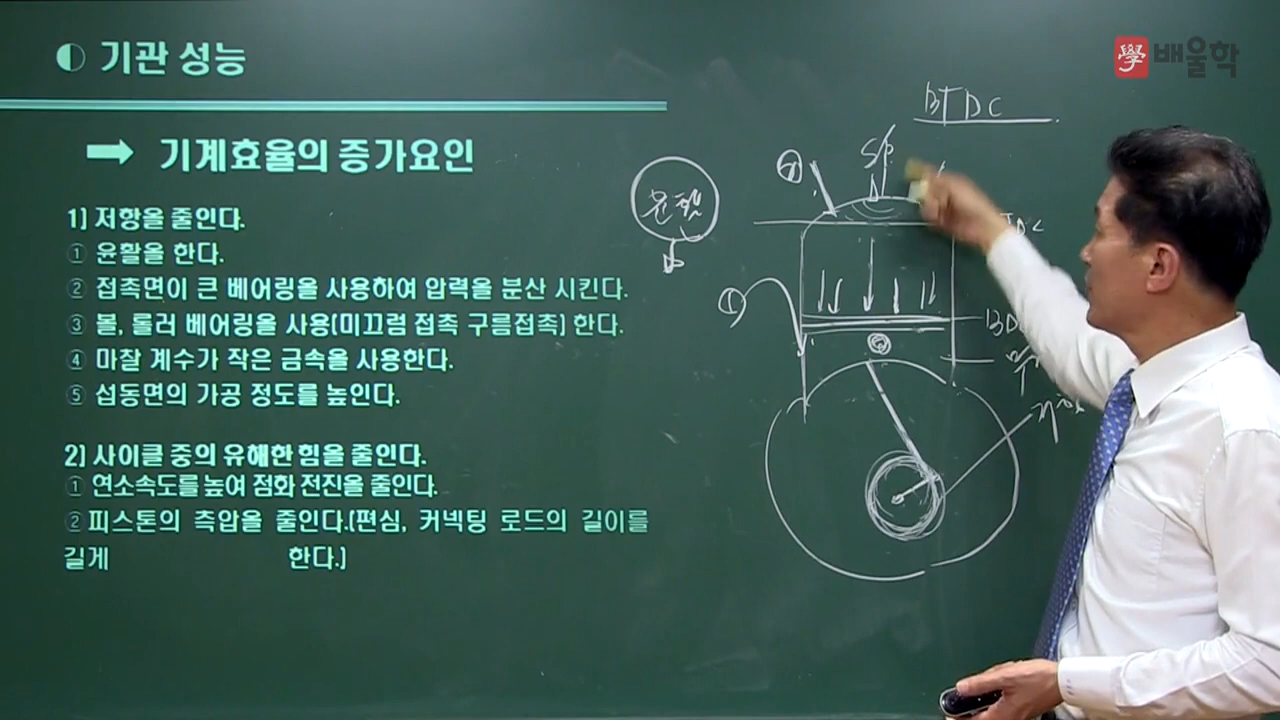 기관 성능
學 배울학
기계효율의 증가요인
1] 저항을 줄인다.
① 윤활을 한다.
② 접촉면이 큰 베어링을 사용하여 압력을 분산 시킨다.
③ 볼, 롤러 베어링을 사용(미끄럼 접촉 구름접촉] 한다.
④ 마찰 계수가 작은 금속을 사용한다.
⑤ 섭동면의 가공 정도를 높인다.
2] 사이클 중의 유해한 힘을 줄인다.
① 연소속도를 높여 점화 전진을 줄인다.
② 피스톤의 측압을 줄인다.(편심, 커넥팅 로드의 길이를
길게 한다.]
BTDC
SP
①